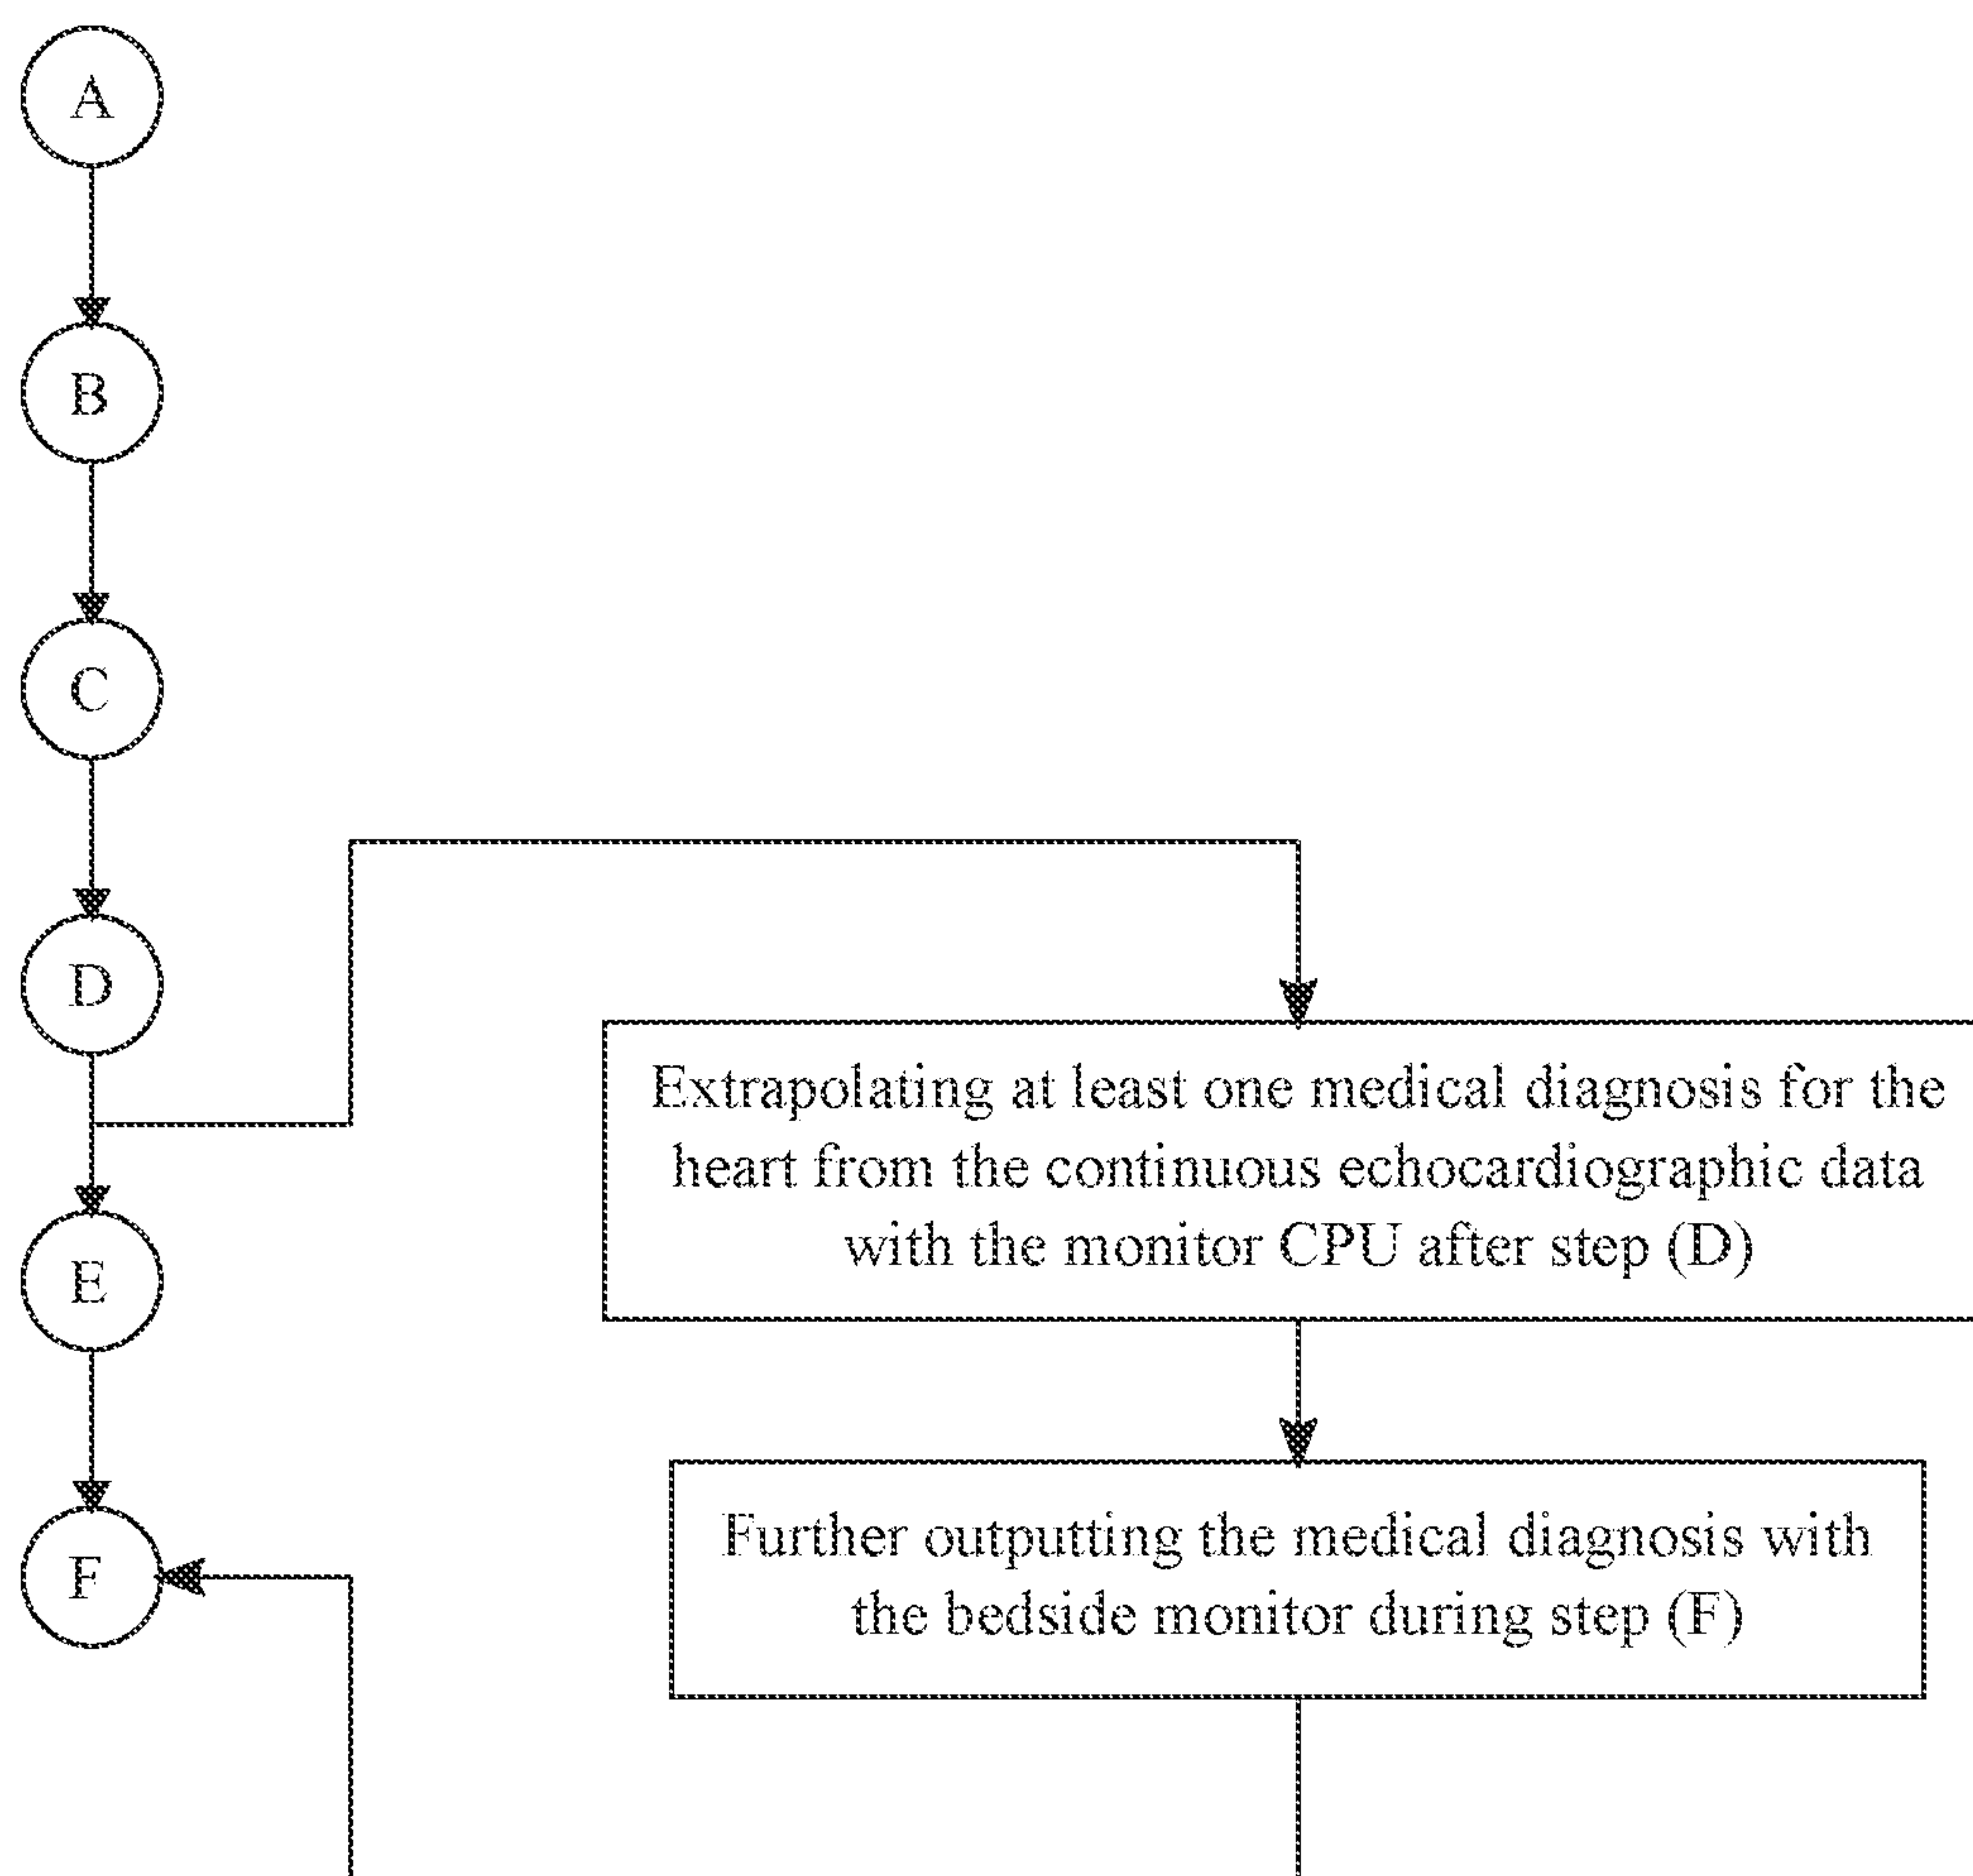 A
B
C
D
Extrapolating at least one medical diagnosis for the
heart from the continuous echocardiographic data
with the monitor CPU after step (D)
E
Further outputting the medical diagnosis with
the bedside monitor during step (F)
F